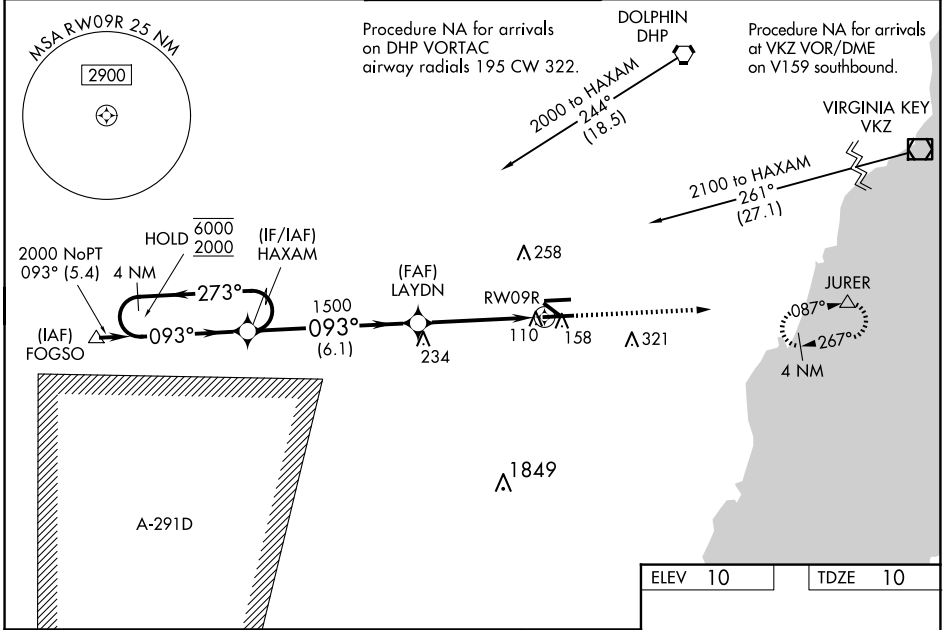 MSA RW09R 25 NM
2900
Procedure NA for arrivals
on DHP VORTAC
airway radials 195 CW 322.
DOLPHIN
DHP
Procedure NA for arrivals
at VKZ VOR/DME
on V159 southbound.
2000 to HAXAM
244°
(18.5)
VIRGINIA KEY
VKZ
2100 to HAXAM
261°
(27.1)
2000 NoPT
093° (5.4)
4 NM
HOLD
6000
2000
(IF/IAF)
HAXAM
273°
093°
(IAF)
FOGSO
1500
093°
(6.1)
(FAF)
LAYDN
234
258
RW09R
110
158
321
JURER
087°
267°
4 NM
1849
A-291D
ELEV 10
TDZE 10